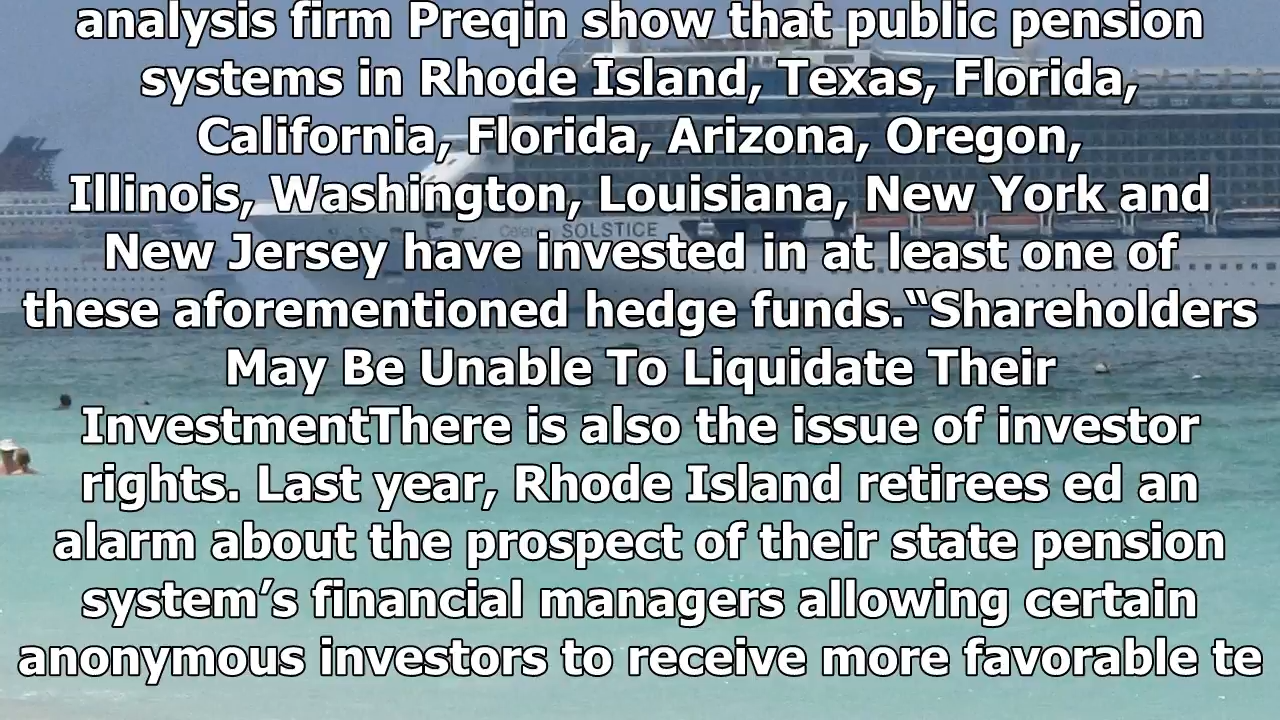 analysis firm Preqin show that public pension
systems in Rhode Island, Texas, Florida,
California, Florida, Arizona, Oregon,
Illinois, Washington, Louisiana, New York and
Celebrity SOLSTICE
New Jersey have invested in at least one of
these aforementioned hedge funds.“Shareholders
May Be Unable To Liquidate Their
InvestmentThere is also the issue of investor
rights. Last year, Rhode Island retirees ed an
alarm about the prospect of their state pension
system’s financial managers allowing certain
anonymous investors to receive more favorable te